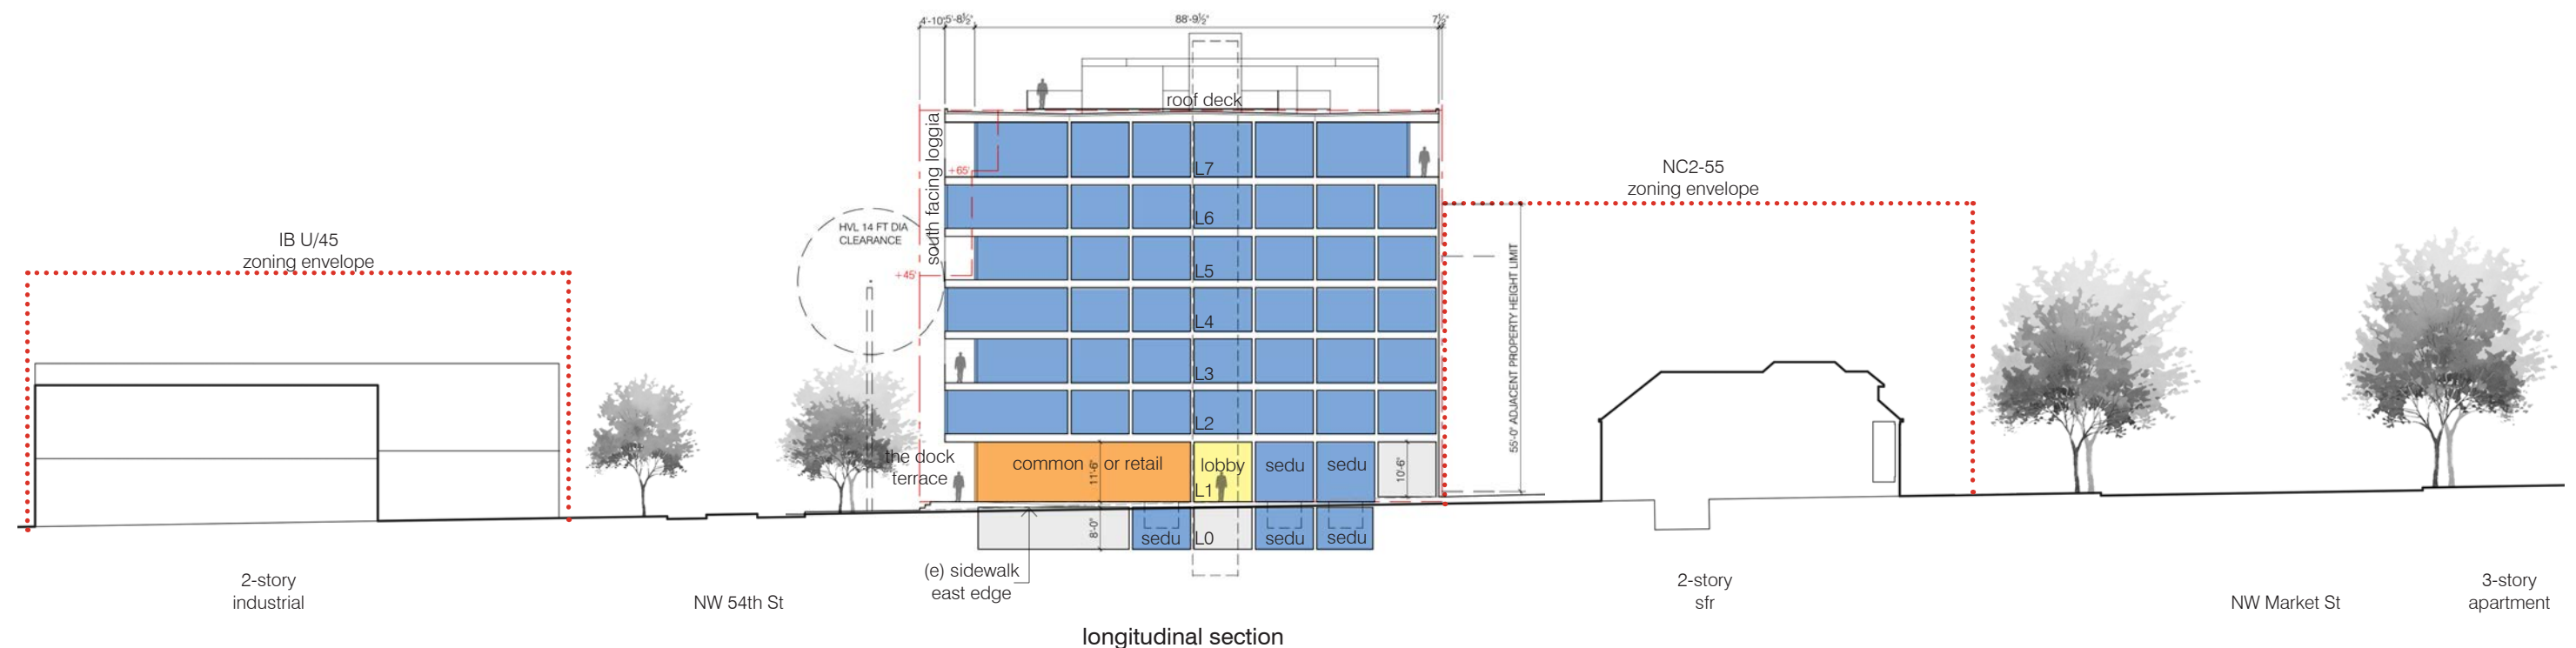 4'-10"
5'-8½"
88'-9½"
7½"
roof deck
south facing loggia
L7
+65'
NC2-55
zoning envelope
L6
HVL 14 FT DIA
CLEARANCE
IB U/45
zoning envelope
L5
+45'
55'-0" ADJACENT PROPERTY HEIGHT LIMIT
L4
L3
L2
the dock
terrace
common or retail
11'-6"
lobby
L1
sedu
sedu
10'-6"
8'-0"
sedu
L0
sedu
sedu
(e) sidewalk
east edge
2-story
industrial
NW 54th St
2-story
sfr
NW Market St
3-story
apartment
longitudinal section